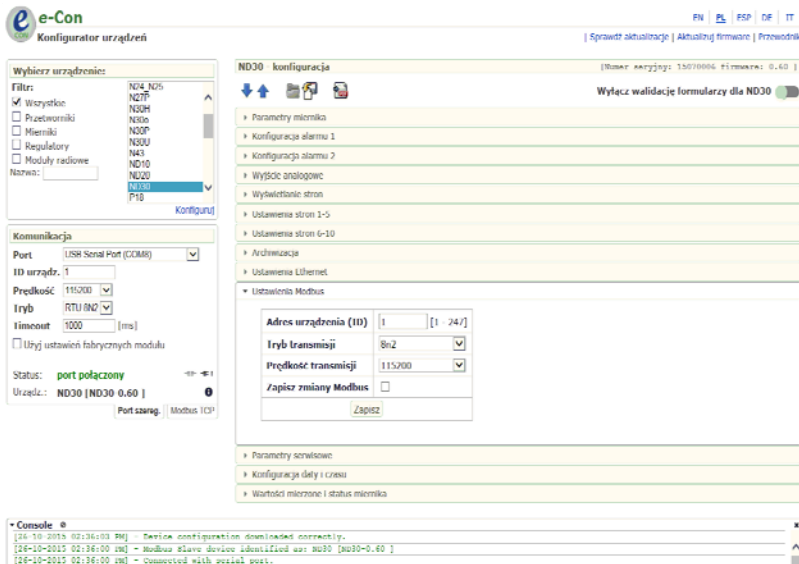 e-Con
Konfigurator urządzeń
EN | PL | ESP | DE | IT
| Sprawdź aktualizacje | Aktualizuj firmware | Przewodnik
Wybierz urządzenie:
Filtr:
Wszystkie
Przetworniki
Mierniki
Regulatory
Moduły radiowe
Nazwa:
N24_N25
N27P
N30H
N30o
N30P
N30U
N43
ND10
ND20
ND30
P18
Konfiguruj
Komunikacja
Port USB Serial Port (COM8)
ID urządz. 1
Prędkość 115200
Tryb RTU 8N2
Timeout 1000 [ms]
Użyj ustawień fabrycznych modułu
Status: port połączony
Urządz.: ND30 [ND30-0.60 ]
Port szereg. Modbus TCP
ND30 - konfiguracja
[Numer seryjny: 15070006 firmware: 0.60 ]
Wyłącz walidację formularzy dla ND30
Parametry miernika
Konfiguracja alarmu 1
Konfiguracja alarmu 2
Wyjście analogowe
Wyświetlanie stron
Ustawienia stron 1-5
Ustawienia stron 6-10
Archiwizacja
Ustawienia Ethernet
Ustawienia Modbus
Adres urządzenia (ID) 1 [1 - 247]
Tryb transmisji 8n2
Prędkość transmisji 115200
Zapisz zmiany Modbus
Zapisz
Parametry serwisowe
Konfiguracja daty i czasu
Wartości mierzone i status miernika
Console
[26-10-2015 02:36:03 PM] - Device configuration downloaded correctly.
[26-10-2015 02:36:00 PM] - Modbus Slave device identified as: ND30 [ND30-0.60 ]
[26-10-2015 02:36:00 PM] - Connected with serial port.